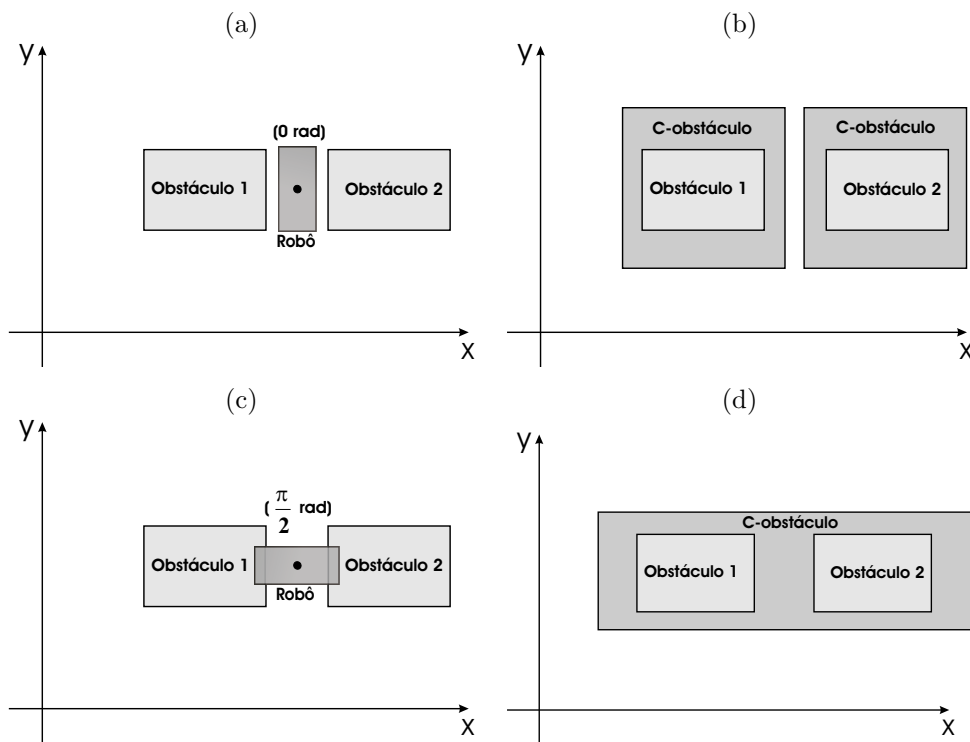 (a)
y
(0 rad)
Obstáculo 1
Obstáculo 2
Robô
x
(b)
y
C-obstáculo
C-obstáculo
Obstáculo 1
Obstáculo 2
x
(c)
y
(π/2 rad)
Obstáculo 1
Obstáculo 2
Robô
x
(d)
y
C-obstáculo
Obstáculo 1
Obstáculo 2
x